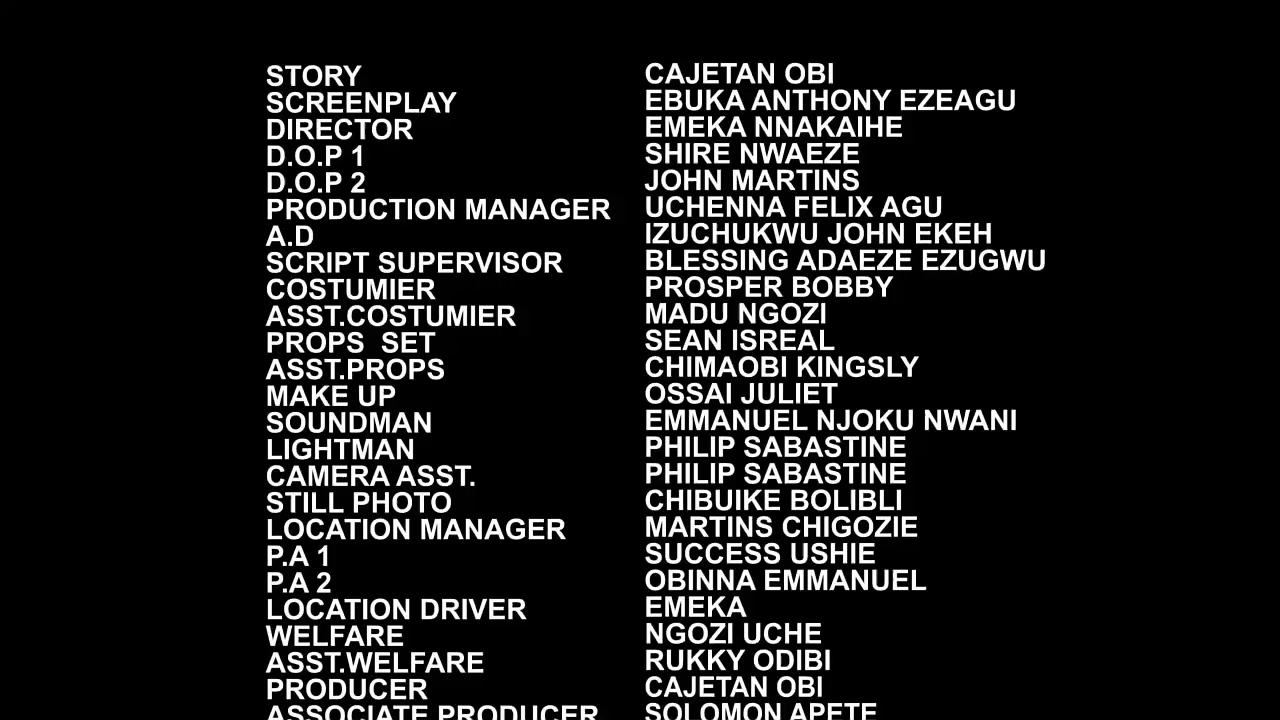 STORY CAJETAN OBI
SCREENPLAY EBUKA ANTHONY EZEAGU
DIRECTOR EMEKA NNAKAIHE
D.O.P 1 SHIRE NWAEZE
D.O.P 2 JOHN MARTINS
PRODUCTION MANAGER UCHENNA FELIX AGU
A.D IZUCHUKWU JOHN EKEH
SCRIPT SUPERVISOR BLESSING ADAEZE EZUGWU
COSTUMIER PROSPER BOBBY
ASST.COSTUMIER MADU NGOZI
PROPS  SET SEAN ISREAL
ASST.PROPS CHIMAOBI KINGSLY
MAKE UP OSSAI JULIET
SOUNDMAN EMMANUEL NJOKU NWANI
LIGHTMAN PHILIP SABASTINE
CAMERA ASST. PHILIP SABASTINE
STILL PHOTO CHIBUIKE BOLIBLI
LOCATION MANAGER MARTINS CHIGOZIE
P.A 1 SUCCESS USHIE
P.A 2 OBINNA EMMANUEL
LOCATION DRIVER EMEKA
WELFARE NGOZI UCHE
ASST.WELFARE RUKKY ODIBI
PRODUCER CAJETAN OBI
ASSOCIATE PRODUCER SOLOMON APETE